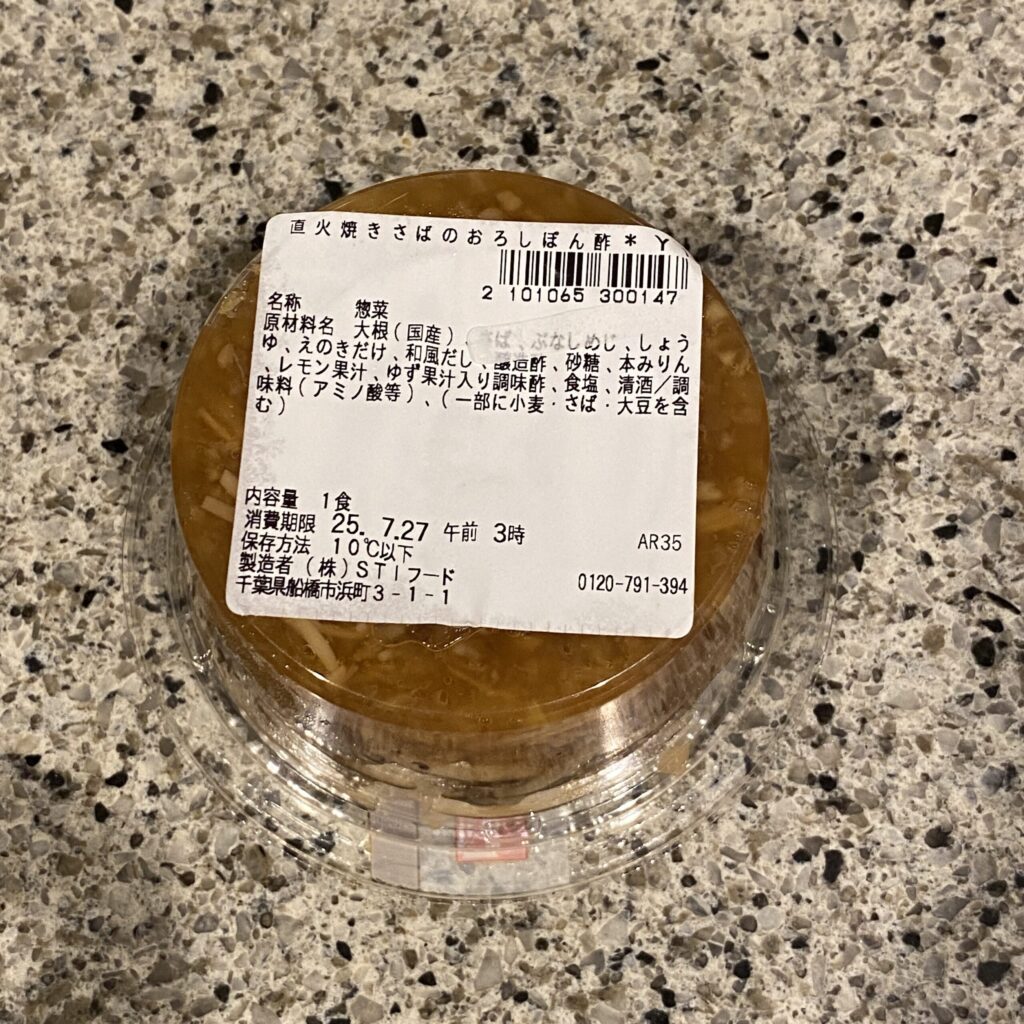 直火焼きさばのおろしぽん酢＊Y
2 101065 300147
名称　惣菜
原材料名　大根(国産)、さば、ぶなしめじ、しょう
ゆ、えのきだけ、和風だし、醸造酢、砂糖、本みりん
、レモン果汁、ゆず果汁入り調味酢、食塩、清酒／調
味料(アミノ酸等)、(一部に小麦・さば・大豆を含
む)
内容量　1食
消費期限　25. 7.27 午前 3時
保存方法　10℃以下
AR35
製造者 (株)STIフード
0120-791-394
千葉県船橋市浜町3-1-1